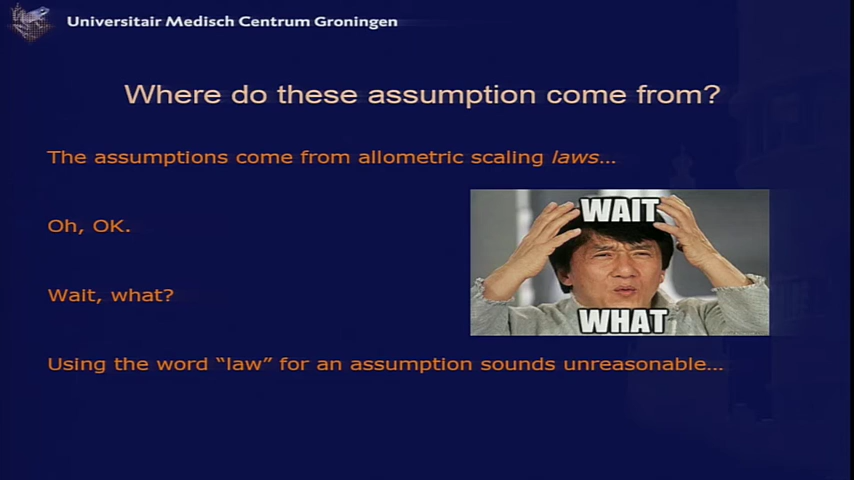 Universitair Medisch Centrum Groningen
Where do these assumption come from?
The assumptions come from allometric scaling laws...
Oh, OK.
WAIT
Wait, what?
WHAT
Using the word “law” for an assumption sounds unreasonable...